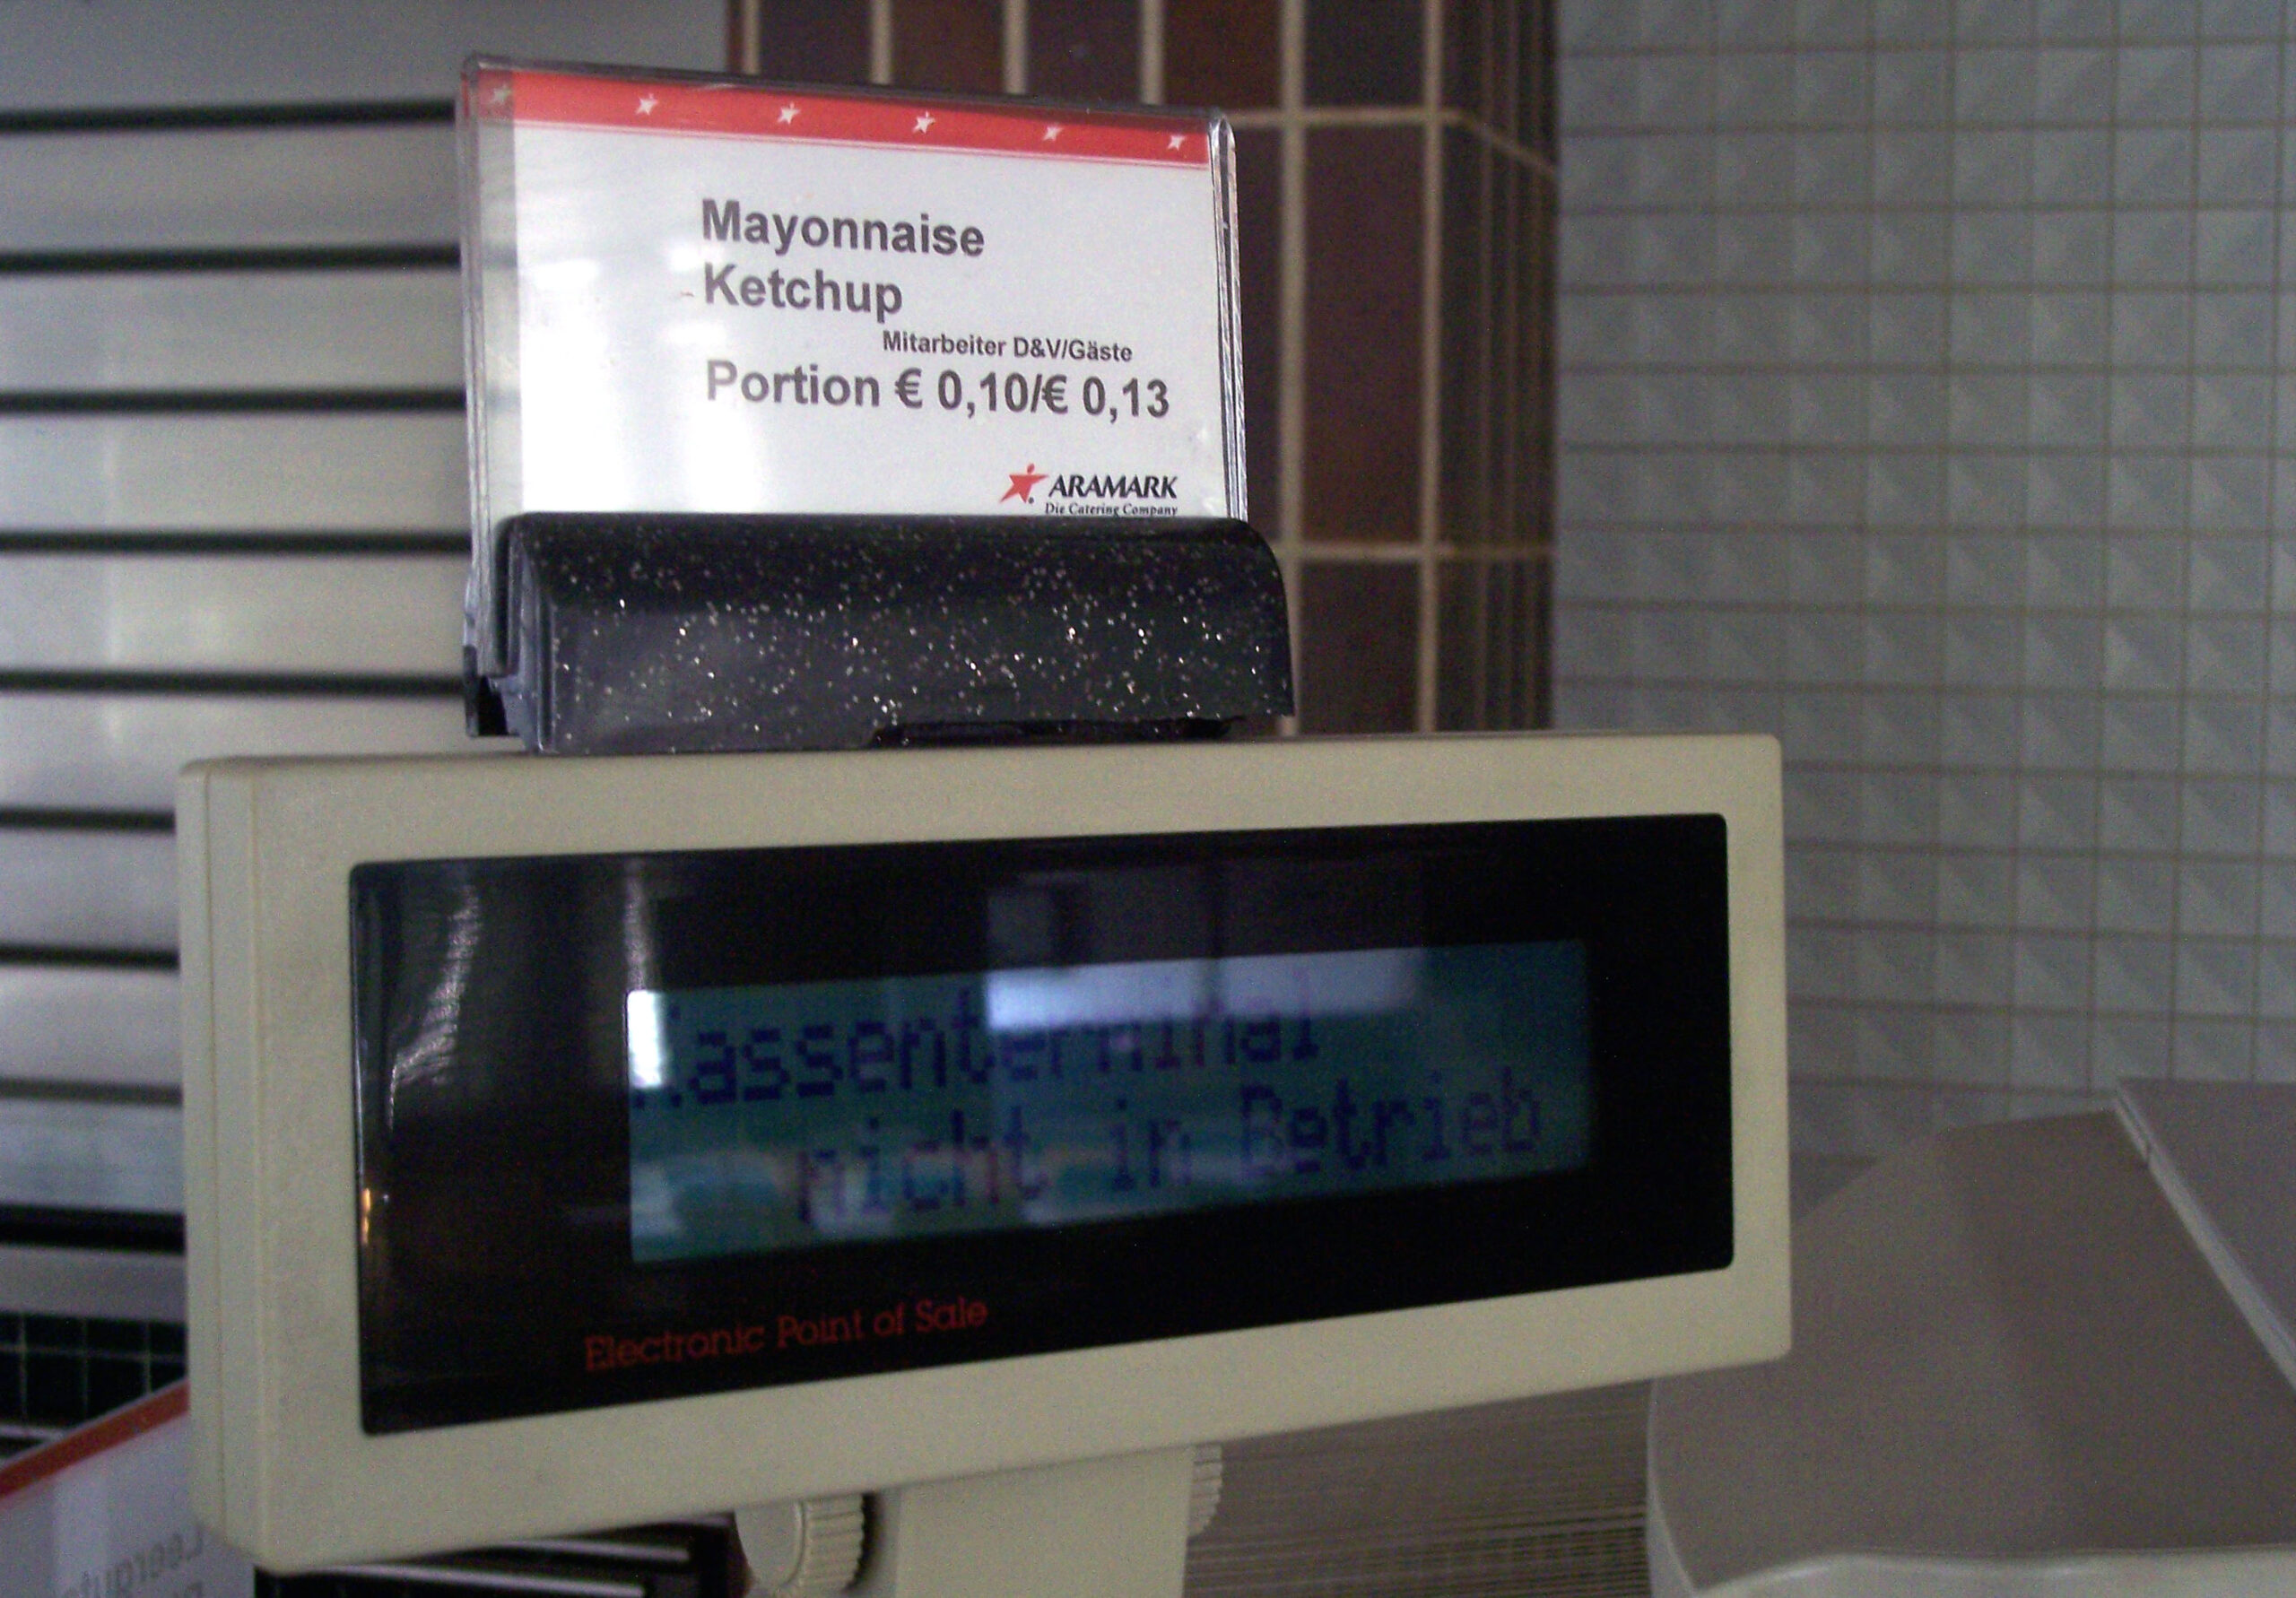 Mayonnaise
Ketchup
Mitarbeiter D&V/Gäste
Portion € 0,10/€ 0,13
ARAMARK
Die Catering Company
Kassenterminal
nicht in Betrieb
Electronic Point of Sale